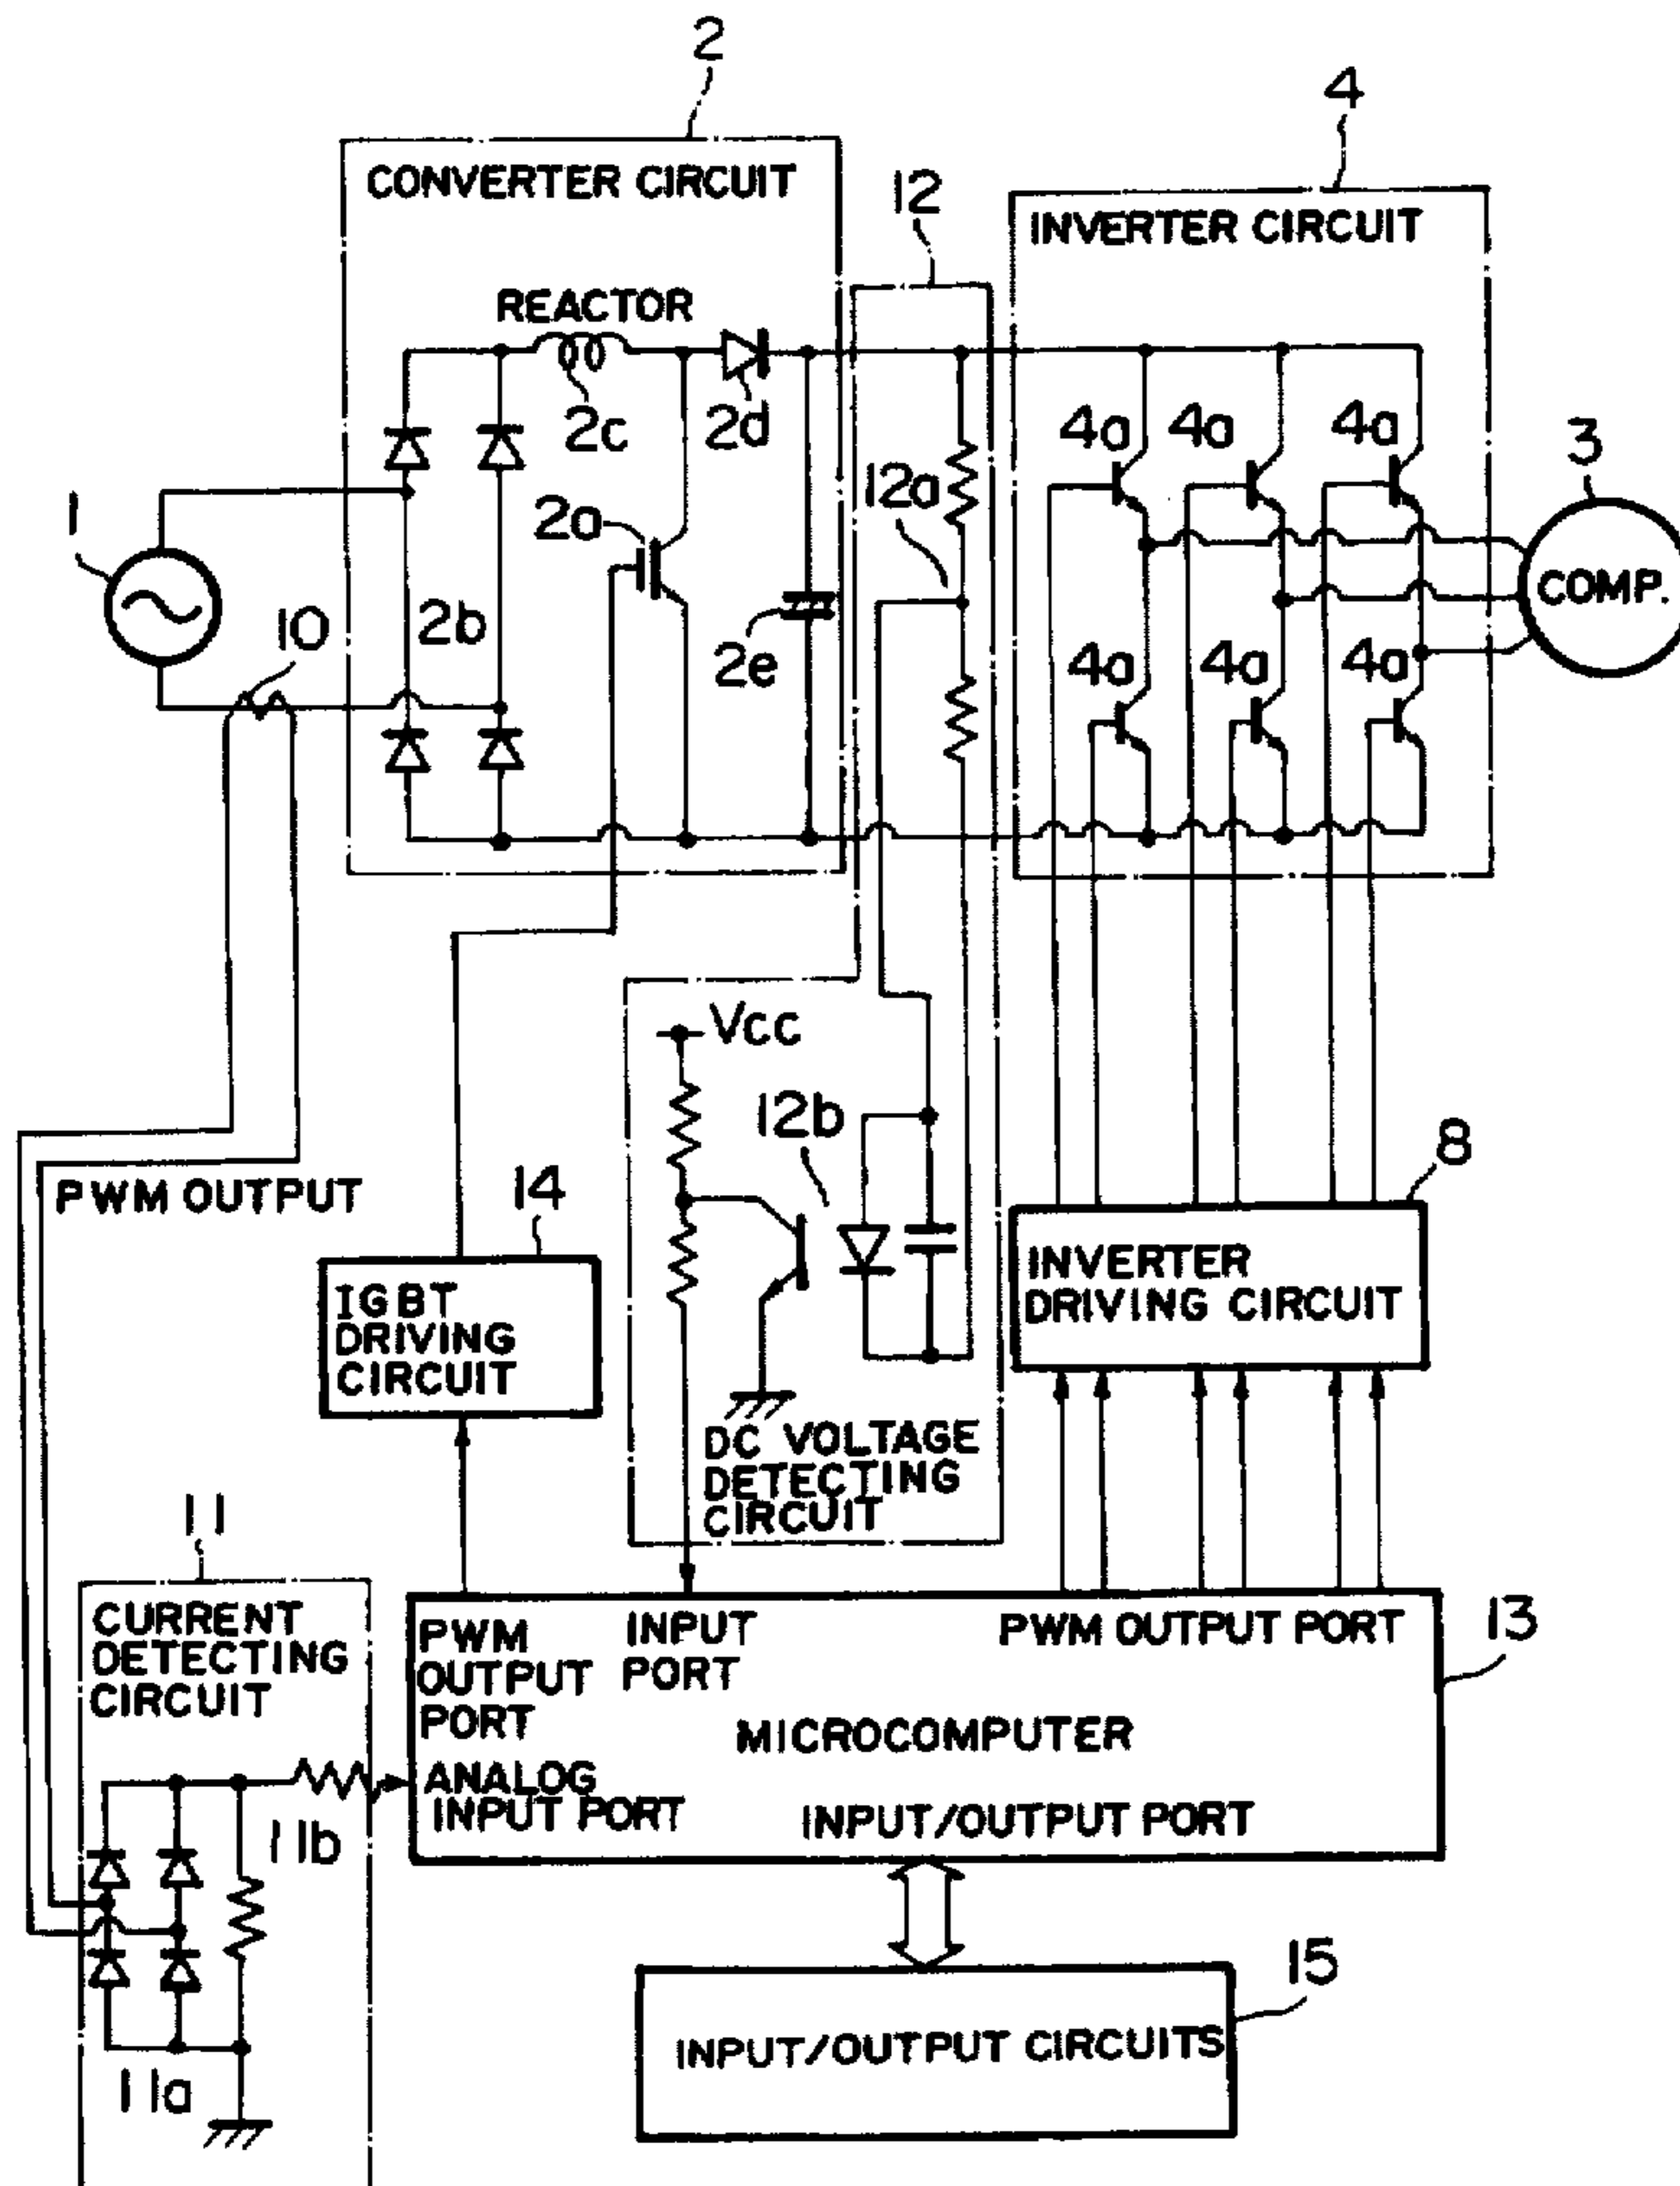 2
4
CONVERTER CIRCUIT
12
INVERTER CIRCUIT
REACTOR
2c
2d
4a
4a
4a
3
12a
1
2a
COMP.
10
2b
2e
4a
4a
4a
Vcc
12b
8
PWM OUTPUT
14
INVERTER
DRIVING CIRCUIT
IGBT
DRIVING
CIRCUIT
DC VOLTAGE
DETECTING
CIRCUIT
11
CURRENT
DETECTING
CIRCUIT
PWM
OUTPUT
PORT
INPUT
PORT
PWM OUTPUT PORT
13
MICROCOMPUTER
ANALOG
INPUT PORT
INPUT/OUTPUT PORT
11b
15
INPUT/OUTPUT CIRCUITS
11a